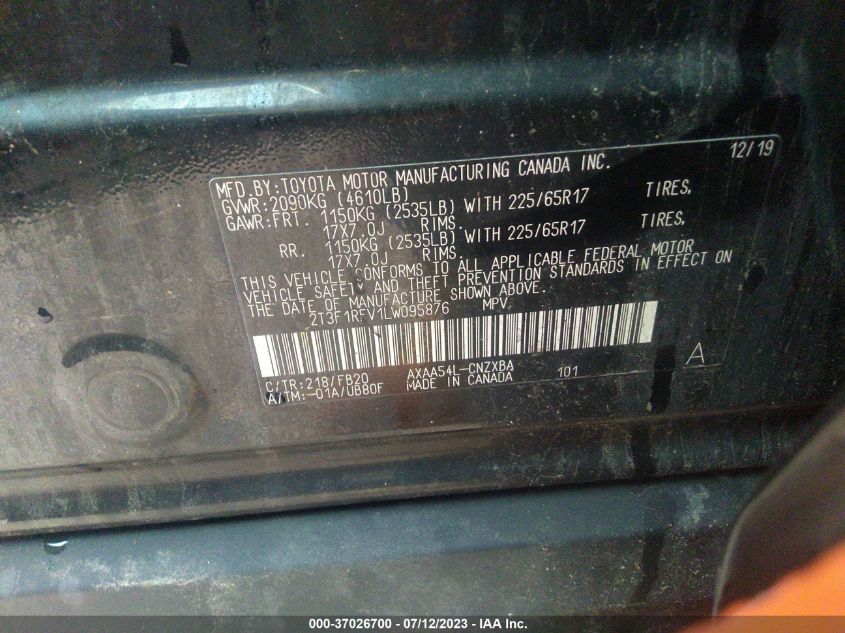 MFD. BY: TOYOTA MOTOR MANUFACTURING CANADA INC. 12/19
GVWR: 2090KG (4610LB)
GAWR: FRT. 1150KG (2535LB) WITH 225/65R17 TIRES,
17X7.0J RIMS.
RR. 1150KG (2535LB) WITH 225/65R17 TIRES,
17X7.0J RIMS.
THIS VEHICLE CONFORMS TO ALL APPLICABLE FEDERAL MOTOR
VEHICLE SAFETY AND THEFT PREVENTION STANDARDS IN EFFECT ON
THE DATE OF MANUFACTURE SHOWN ABOVE.
2T3F1RFV1LW095876 MPV
C/TR: 218/FB20 AXAA54L-CNZXBA 101 A
A/TM: -01A/UB80F MADE IN CANADA
000-37026700 - 07/12/2023 - IAA Inc.